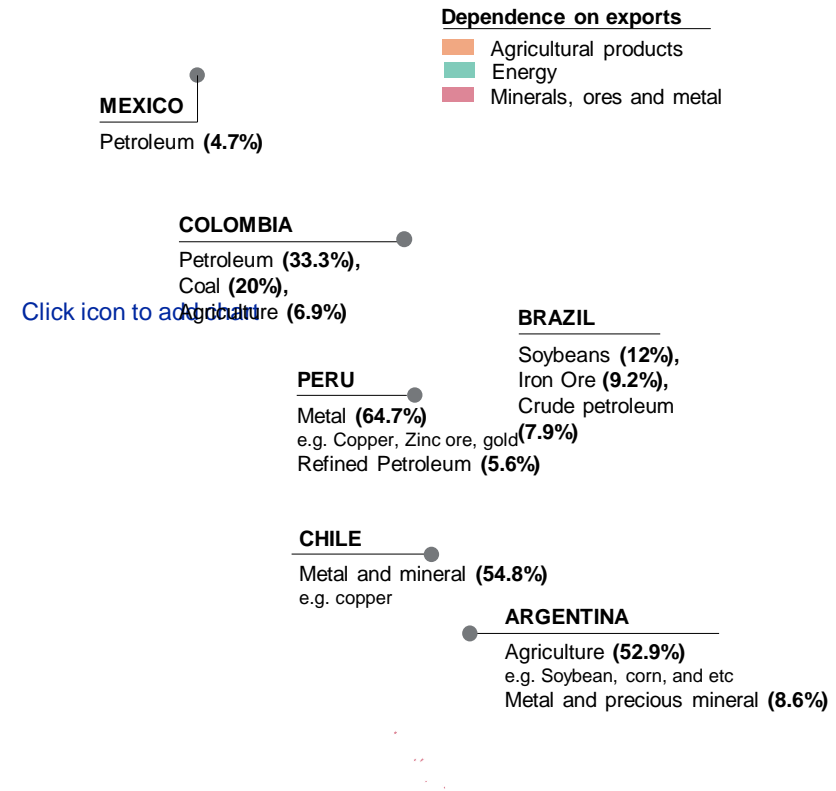 Dependence on exports
Agricultural products
Energy
Minerals, ores and metal
MEXICO
Petroleum (4.7%)
COLOMBIA
Petroleum (33.3%),
Coal (20%),
Agriculture (6.9%)
Click icon to add chart
BRAZIL
Soybeans (12%),
Iron Ore (9.2%),
Crude petroleum
(7.9%)
PERU
Metal (64.7%)
e.g. Copper, Zinc ore, gold
Refined Petroleum (5.6%)
CHILE
Metal and mineral (54.8%)
e.g. copper
ARGENTINA
Agriculture (52.9%)
e.g. Soybean, corn, and etc
Metal and precious mineral (8.6%)